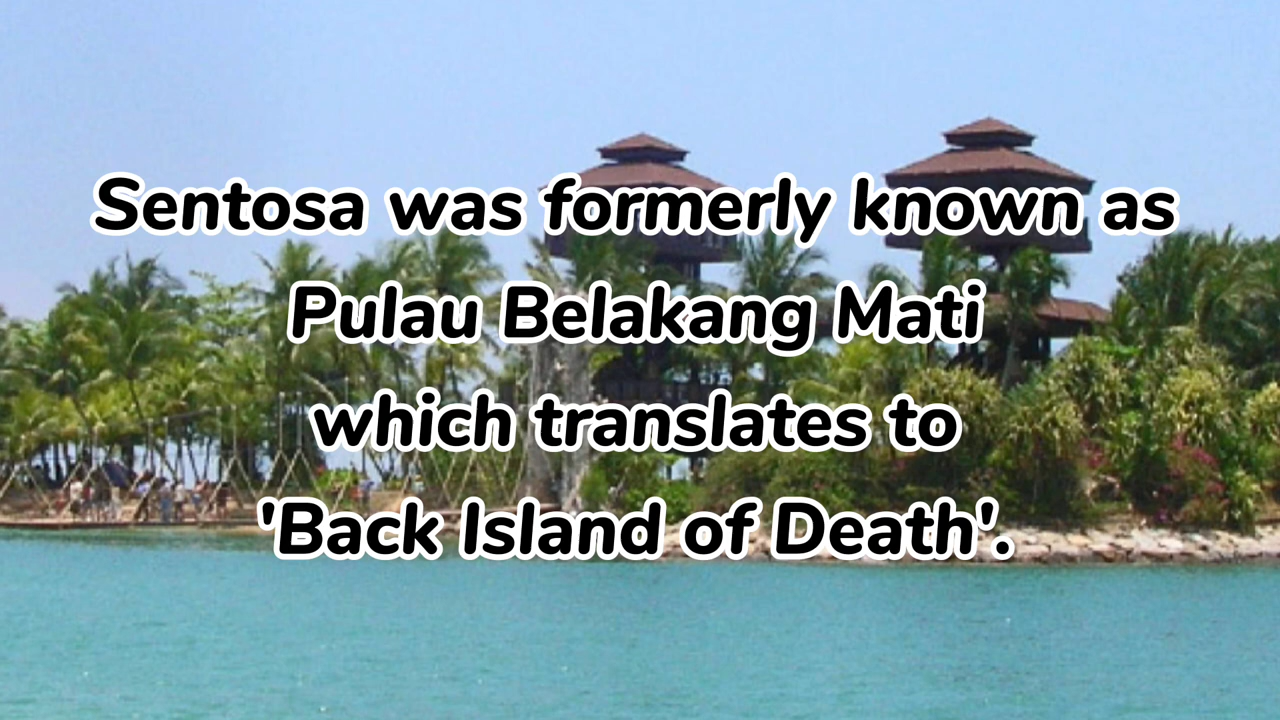 Sentosa was formerly known as
Pulau Belakang Mati
which translates to
'Back Island of Death'.